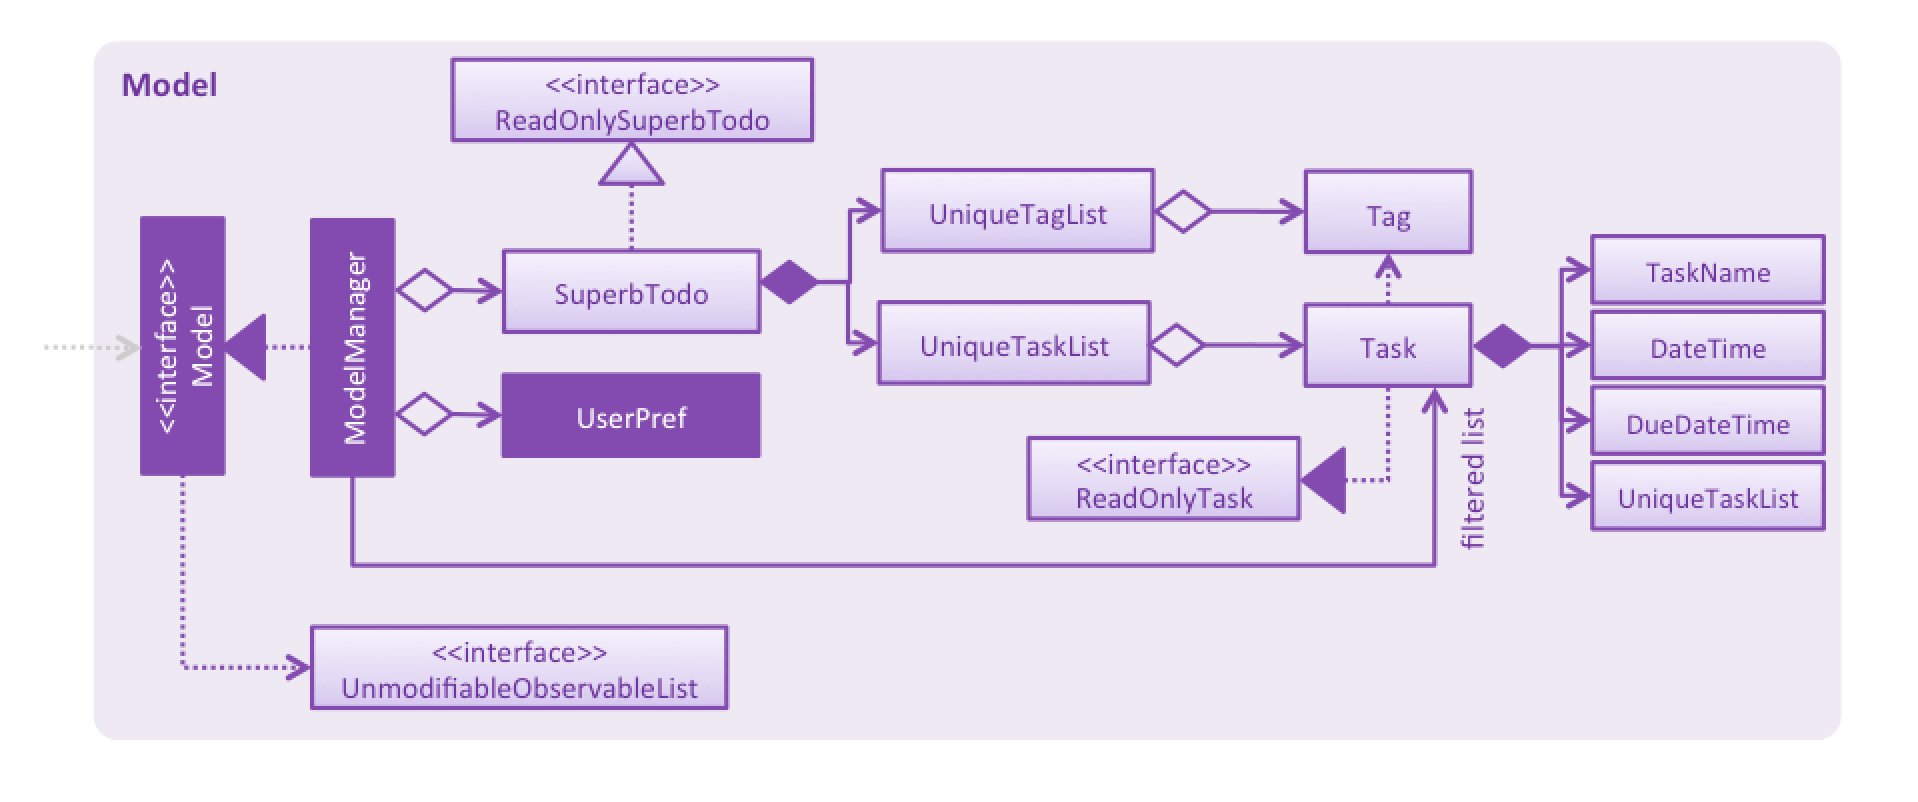 Model
<<interface>>
ReadOnlySuperbTodo
<<interface>>
Model
ModelManager
SuperbTodo
UserPref
UniqueTagList
UniqueTaskList
Tag
Task
<<interface>>
ReadOnlyTask
filtered list
TaskName
DateTime
DueDateTime
UniqueTaskList
<<interface>>
UnmodifiableObservableList